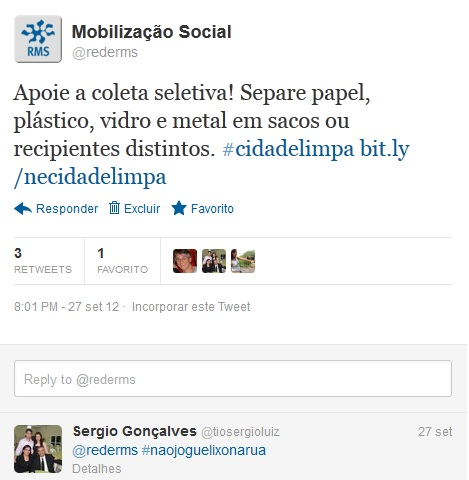 RMS
Mobilização Social
@rederms
Apoie a coleta seletiva! Separe papel,
plástico, vidro e metal em sacos ou
recipientes distintos. #cidadelimpa bit.ly
/necidadelimpa
Responder Excluir Favorito
3
RETWEETS
1
FAVORITO
8:01 PM - 27 set 12 · Incorporar este Tweet
Reply to @rederms
Sergio Gonçalves @tiosergioluiz 27 set
@rederms #naojoguelixonarua
Detalhes